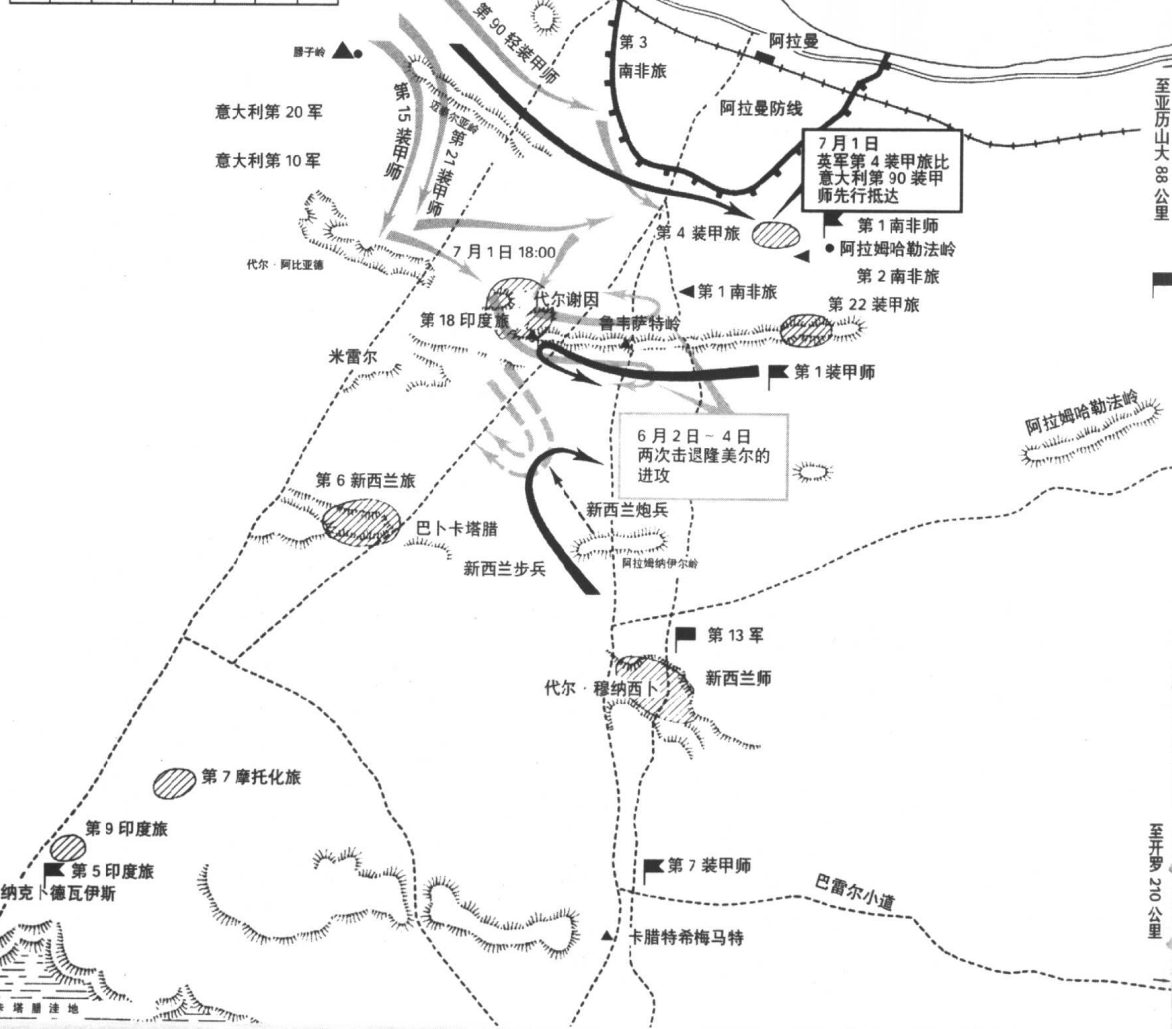 第 90 轻装甲师
第 3
南非旅
阿拉曼
阿拉曼防线
至亚历山大 88 公里
意大利第 20 军
意大利第 10 军
第 15 装甲师
第 21 装甲师
7 月 1 日
英军第 4 装甲旅比
意大利第 90 装甲
师先行抵达
第 4 装甲旅
第 1 南非师
阿拉姆哈勒法岭
第 2 南非旅
代尔 · 阿比亚德
7 月 1 日 18:00
代尔谢因
第 1 南非旅
第 22 装甲旅
第 18 印度旅
鲁韦萨特岭
米雷尔
第 1 装甲师
阿拉姆哈勒法岭
6 月 2 日 ~ 4 日
两次击退隆美尔的
进攻
第 6 新西兰旅
巴卜卡塔腊
新西兰炮兵
新西兰步兵
阿拉姆纳伊尔岭
第 13 军
新西兰师
代尔 · 穆纳西卜
第 7 摩托化旅
第 9 印度旅
第 5 印度旅
纳克卜德瓦伊斯
第 7 装甲师
巴雷尔小道
至开罗 210 公里
卡腊特希梅马特
塔腊洼地